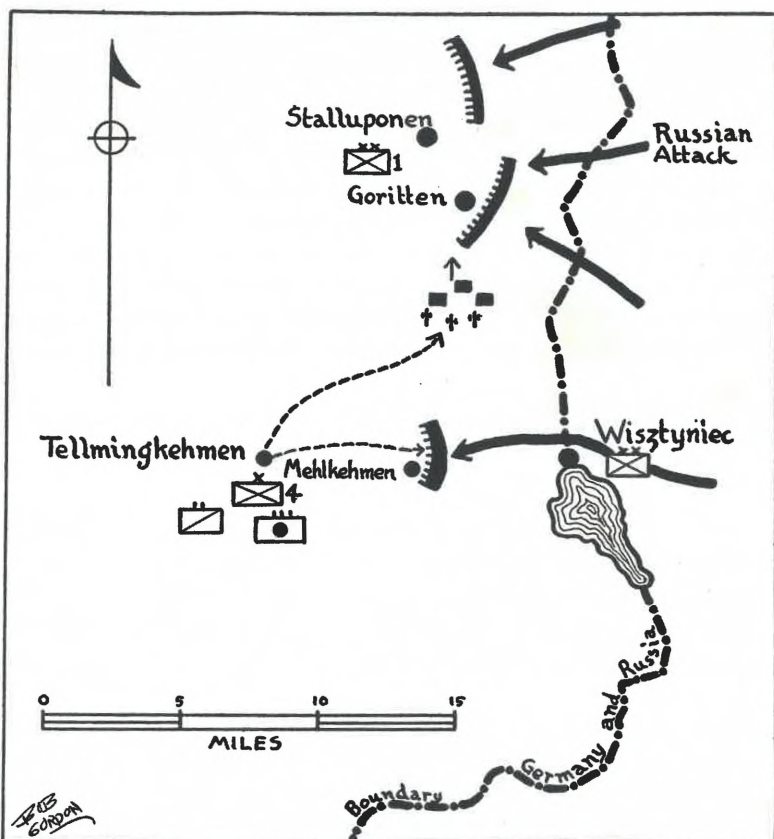 Stalluponen
1
Goritten
Russian
Attack
Tellmingkehmen
Mehlkehmen
Wisztyniec
4
0 5 10 15
MILES
Boundary Germany and Russia
BOB
GORDON